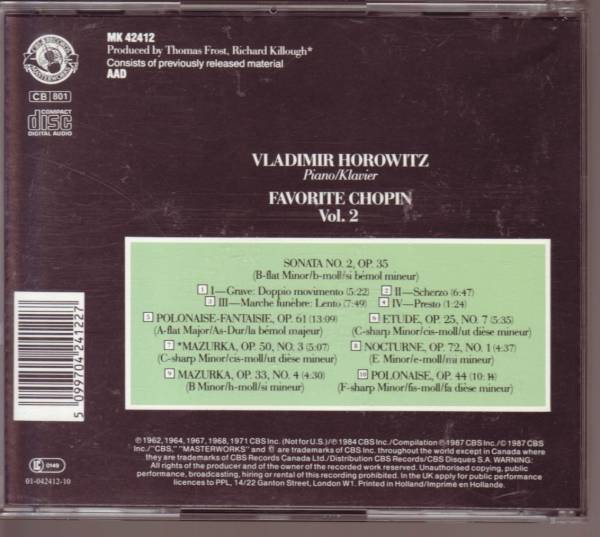 MK 42412
Produced by Thomas Frost, Richard Killough*
Consists of previously released material
AAD
CBS RECORDS
MASTERWORKS
CB 801
COMPACT
disc
DIGITAL AUDIO
VLADIMIR HOROWITZ
Piano/Klavier
FAVORITE CHOPIN
Vol. 2
SONATA NO. 2, OP. 35
(B-flat Minor/b-moll/si bémol mineur)
1 I—Grave: Doppio movimento (5:22) 2 II—Scherzo (6:47)
3 III—Marche funèbre: Lento (7:49) 4 IV—Presto (1:24)
5 POLONAISE-FANTAISIE, OP. 61 (13:09) 6 ETUDE, OP. 25, NO. 7 (5:35)
(A-flat Major/As-Dur/la bémol majeur) (C-sharp Minor/cis-moll/ut dièse mineur)
7 *MAZURKA, OP. 50, NO. 3 (5:07) 8 NOCTURNE, OP. 72, NO. 1 (4:37)
(C-sharp Minor/cis-moll/ut dièse mineur) (E Minor/e-moll/mi mineur)
9 MAZURKA, OP. 33, NO. 4 (4:30) 10 POLONAISE, OP. 44 (10:14)
(B Minor/h-moll/si mineur) (F-sharp Minor/fis-moll/fa dièse mineur)
5 099704 241227
℗ 1962, 1964, 1967, 1968, 1971 CBS Inc. (Not for U.S.)/℗ 1984 CBS Inc./Compilation ℗ 1987 CBS Inc./© 1987 CBS
Inc./"CBS," "MASTERWORKS" and are trademarks of CBS Inc. throughout the world except in Canada where
they are trademarks of CBS Records Canada Ltd./Distribution CBS Records/CBS Disques S.A. WARNING:
All rights of the producer and of the owner of the recorded work reserved. Unauthorised copying, public
performance, broadcasting, hiring or rental of this recording prohibited. In the UK apply for public performance
licences to PPL, 14/22 Ganton Street, London W1. Printed in Holland/Imprimé en Hollande.
0149
01-042412-10